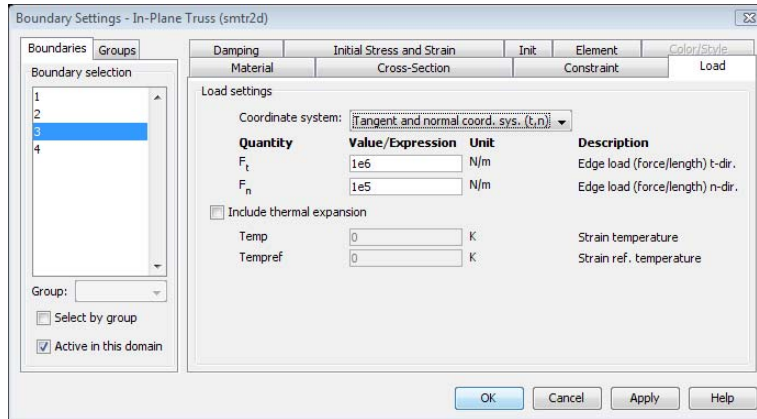 Boundary Settings - In-Plane Truss (smtr2d)
Boundaries Groups
Boundary selection
1
2
3
4
Group:
Select by group
Active in this domain
Damping Initial Stress and Strain Init Element Color/Style
Material Cross-Section Constraint Load
Load settings
Coordinate system: Tangent and normal coord. sys. (t,n)
Quantity Value/Expression Unit Description
Ft 1e6 N/m Edge load (force/length) t-dir.
Fn 1e5 N/m Edge load (force/length) n-dir.
Include thermal expansion
Temp 0 K Strain temperature
Tempref 0 K Strain ref. temperature
OK Cancel Apply Help